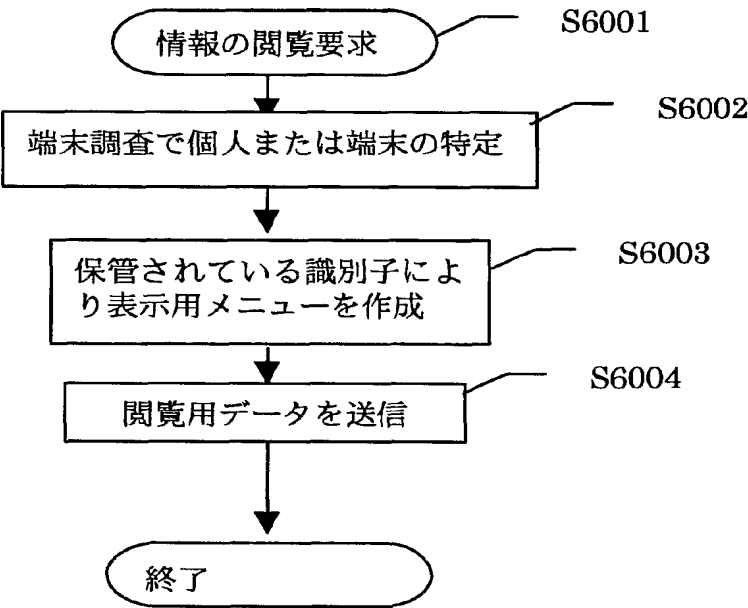 情報の閲覧要求
S6001
端末調査で個人または端末の特定
S6002
保管されている識別子によ
り表示用メニューを作成
S6003
閲覧用データを送信
S6004
終了